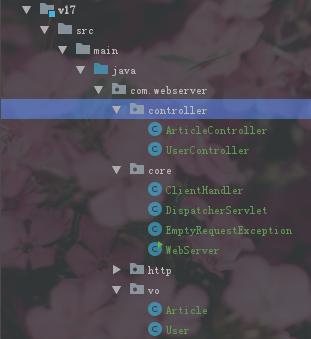 v17
src
main
java
com.webserver
controller
ArticleController
UserController
core
ClientHandler
DispatcherServlet
EmptyRequestException
WebServer
http
vo
Article
User